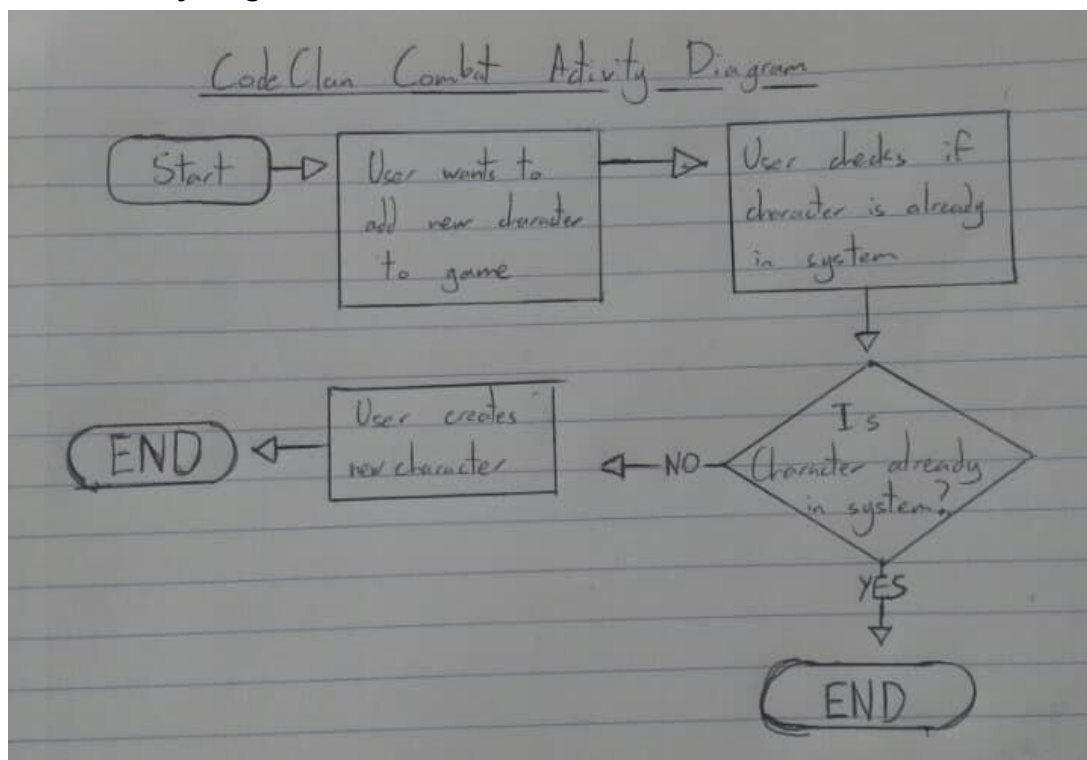 CodeClan Combat Activity Diagram
Start
User wants to
add new character
to game
User checks if
character is already
in system
Is
Character already
in system?
NO
User creates
new character
END
YES
END